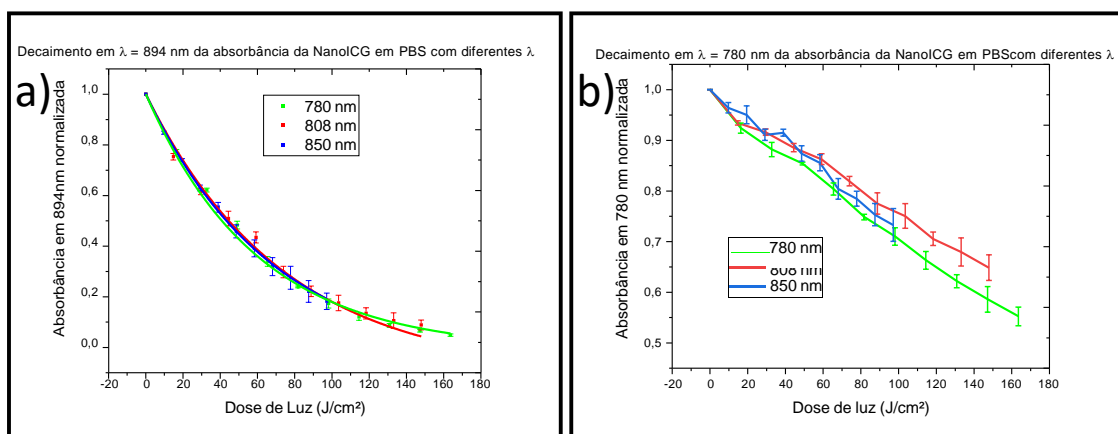 Decaimento em λ = 894 nm da absorbância da NanoICG em PBS com diferentes λ
a)
Absorbância em 894nm normalizada
1,0
0,8
0,6
0,4
0,2
0,0
780 nm
808 nm
850 nm
-20 0 20 40 60 80 100 120 140 160 180
Dose de Luz (J/cm²)
Decaimento em λ = 780 nm da absorbância da NanoICG em PBScom diferentes λ
b)
Absorbância em 780 nm normalizada
1,0
0,9
0,8
0,7
0,6
0,5
780 nm
808 nm
850 nm
-20 0 20 40 60 80 100 120 140 160 180
Dose de luz (J/cm²)